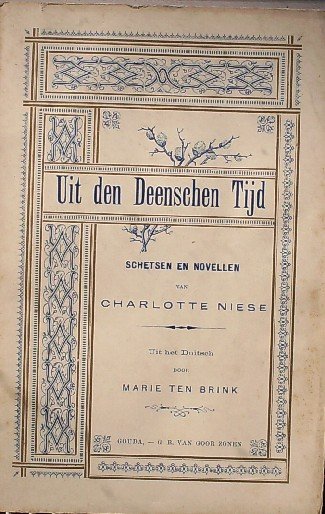 Uit den Deenschen Tijd
SCHETSEN EN NOVELLEN
VAN
CHARLOTTE NIESE
Uit het Duitsch
DOOR
MARIE TEN BRINK
GOUDA, — G. B. VAN GOOR ZONEN